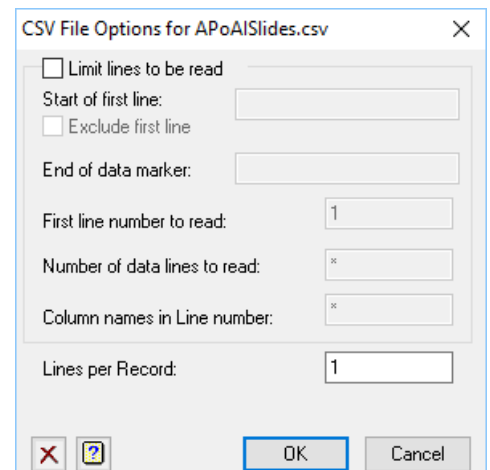 CSV File Options for APoAISlides.csv
Limit lines to be read
Start of first line:
Exclude first line
End of data marker:
First line number to read: 1
Number of data lines to read: *
Column names in Line number: *
Lines per Record: 1
OK Cancel